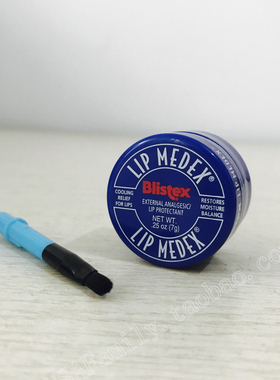 LIP MEDEX®
Blistex
COOLING
RELIEF
FOR LIPS
EXTERNAL ANALGESIC/
LIP PROTECTANT
RESTORES
MOISTURE
BALANCE
NET WT.
.25 oz (7g)
LIP MEDEX®